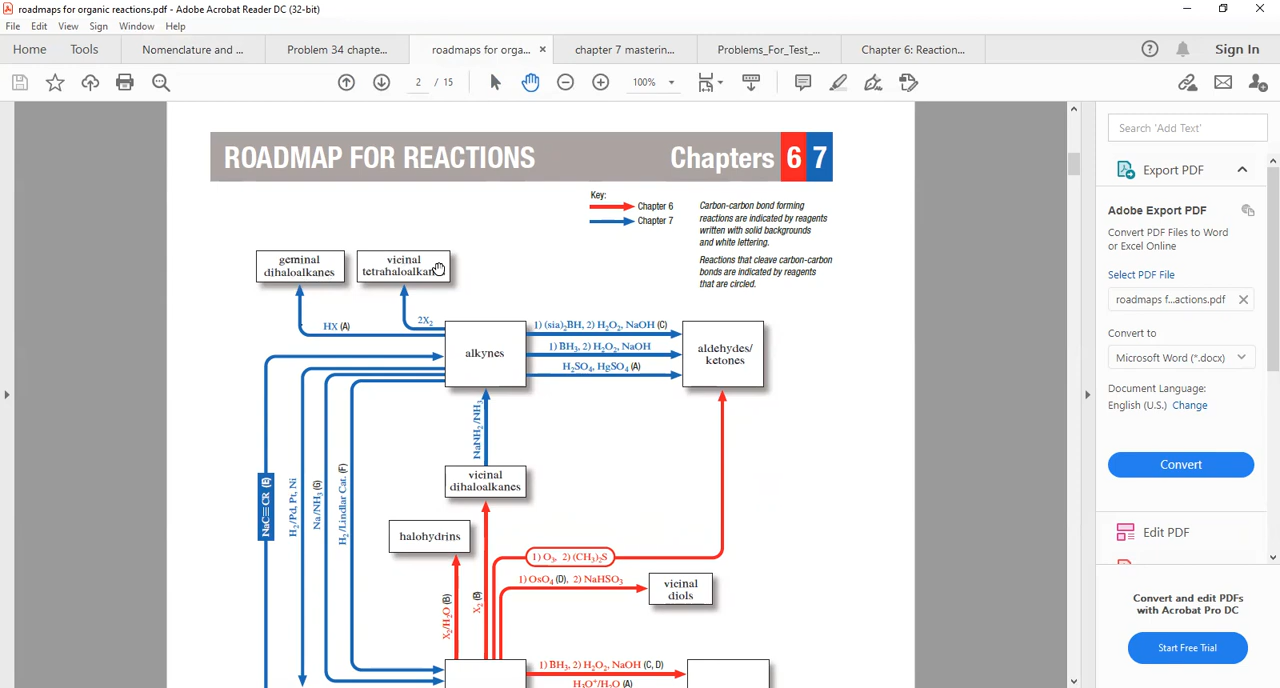 roadmaps for organic reactions.pdf - Adobe Acrobat Reader DC (32-bit)
File Edit View Sign Window Help
Home Tools Nomenclature and ... Problem 34 chapte... roadmaps for orga... × chapter 7 masterin... Problems_For_Test_... Chapter 6: Reaction... Sign In
2 / 15 100%
ROADMAP FOR REACTIONS Chapters 6 7
Key:
Chapter 6
Chapter 7
Carbon-carbon bond forming
reactions are indicated by reagents
written with solid backgrounds
and white lettering.
Reactions that cleave carbon-carbon
bonds are indicated by reagents
that are circled.
geminal
dihaloalkanes
vicinal
tetrahaloalkan
HX (A)
2X₂
alkynes
1) (sia)₂BH, 2) H₂O₂, NaOH (C)
1) BH₃, 2) H₂O₂, NaOH
H₂SO₄, HgSO₄ (A)
aldehydes/
ketones
NaNH₂/NH₃
vicinal
dihaloalkanes
NaC≡CR (E)
H₂/Pd, Pt, Ni
Na/NH₃ (G)
H₂/Lindlar Cat. (F)
halohydrins
1) O₃, 2) (CH₃)₂S
1) OsO₄ (D), 2) NaHSO₃
vicinal
diols
X₂/H₂O (B)
X₂ (B)
1) BH₃, 2) H₂O₂, NaOH (C, D)
H₃O⁺/H₂O (A)
Search 'Add Text'
Export PDF
Adobe Export PDF
Convert PDF Files to Word
or Excel Online
Select PDF File
roadmaps f...actions.pdf ×
Convert to
Microsoft Word (*.docx)
Document Language:
English (U.S.) Change
Convert
Edit PDF
Convert and edit PDFs
with Acrobat Pro DC
Start Free Trial